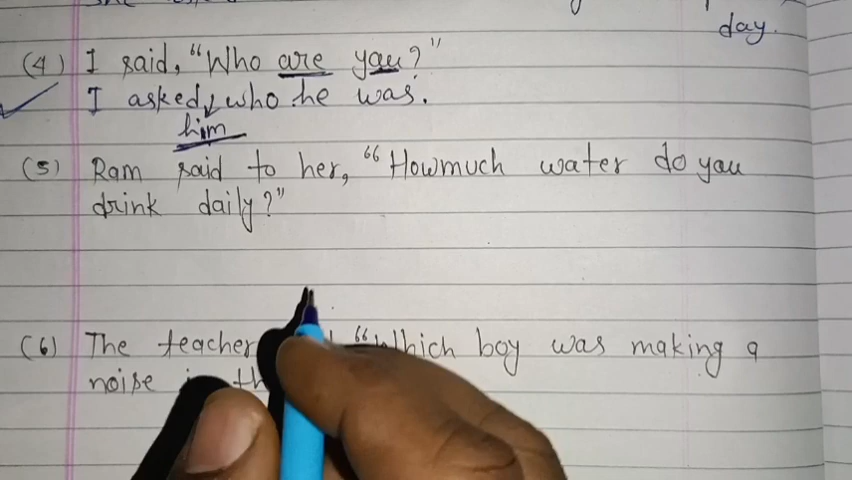 day.
(4) I said, "Who are you?"
I asked, who he was.
him
(5) Ram said to her, "Howmuch water do you
drink daily?"
(6) The teacher "Which boy was making a
noise